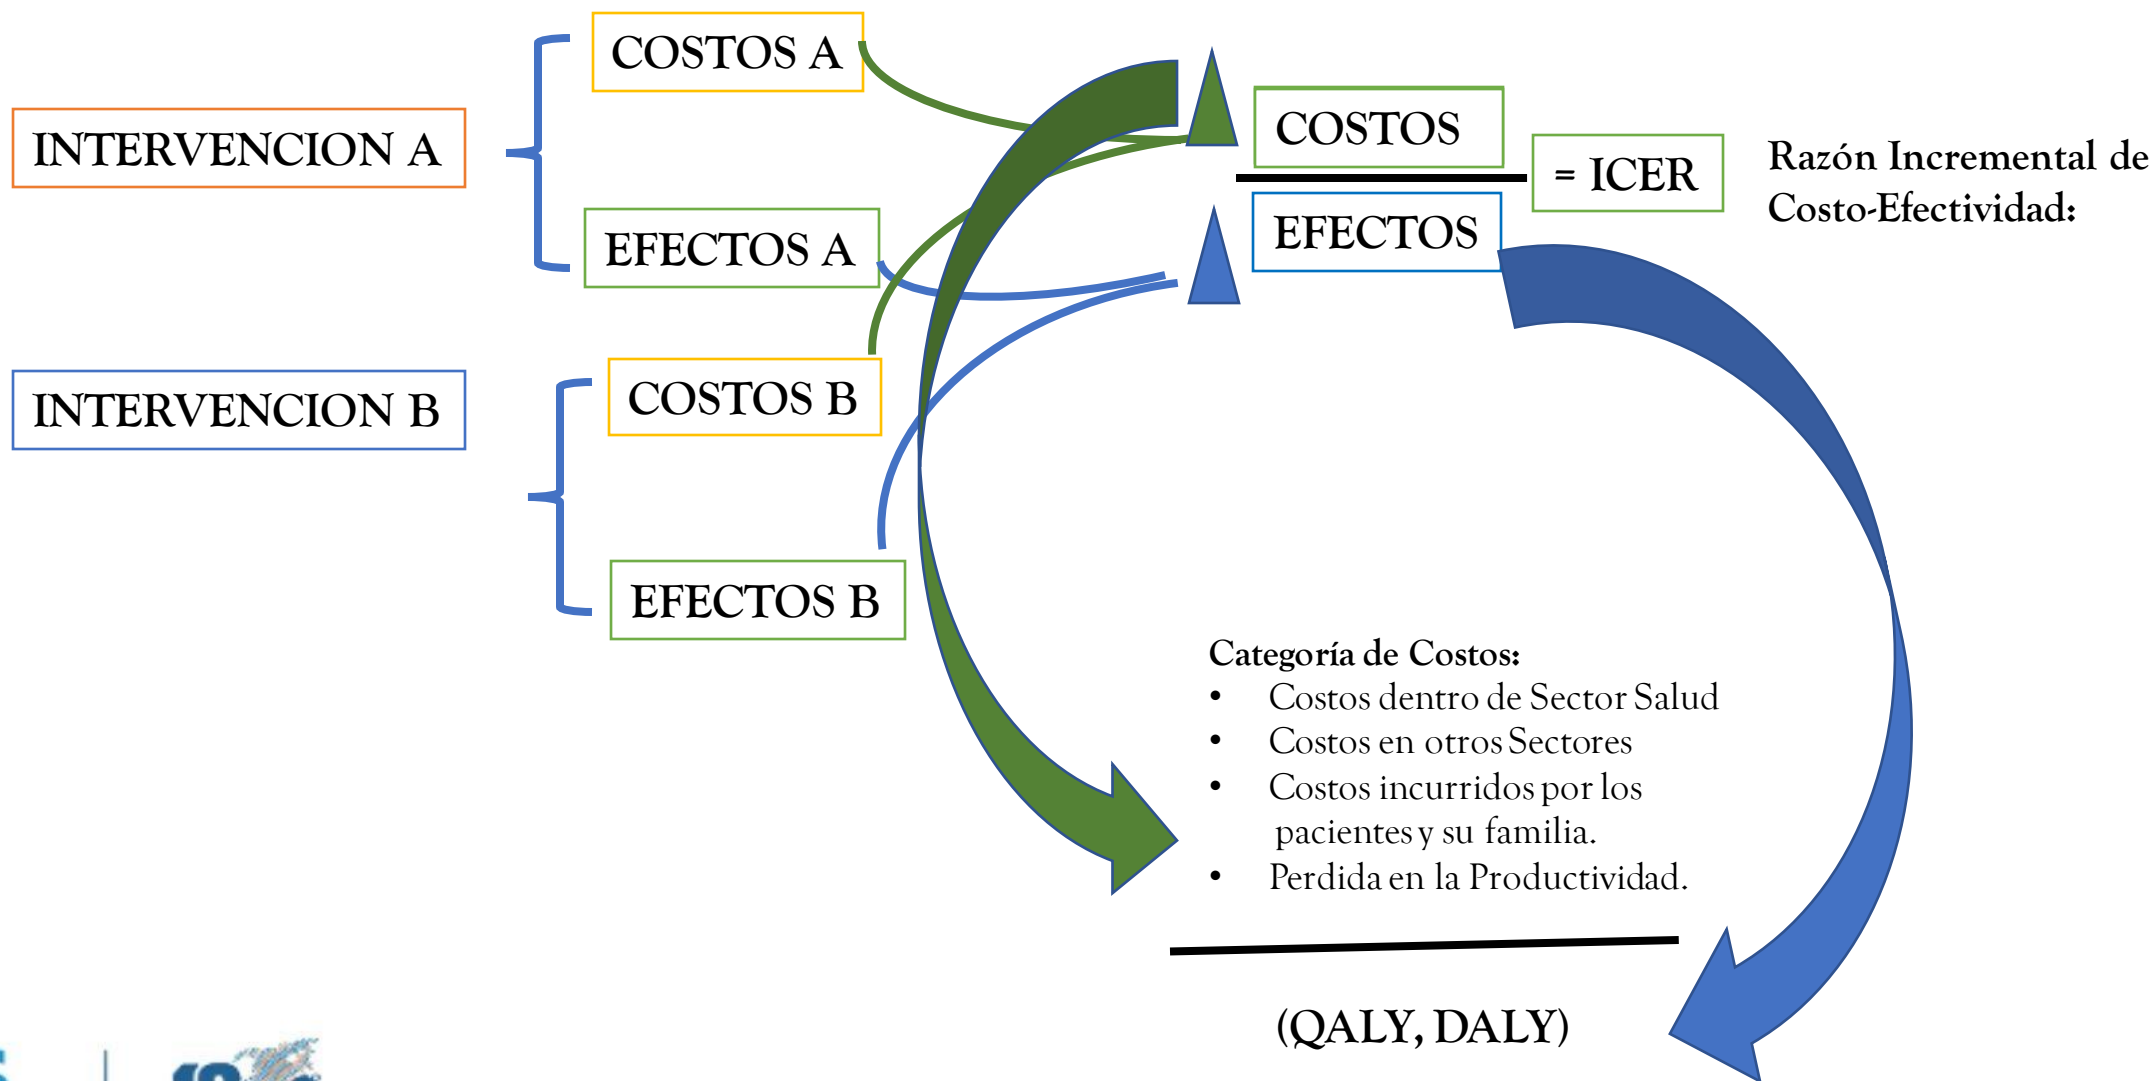 INTERVENCION A
COSTOS A
EFECTOS A
INTERVENCION B
COSTOS B
EFECTOS B
COSTOS
EFECTOS
= ICER
Razón Incremental de
Costo-Efectividad:
Categoría de Costos:
• Costos dentro de Sector Salud
• Costos en otros Sectores
• Costos incurridos por los
pacientes y su familia.
• Perdida en la Productividad.
(QALY, DALY)